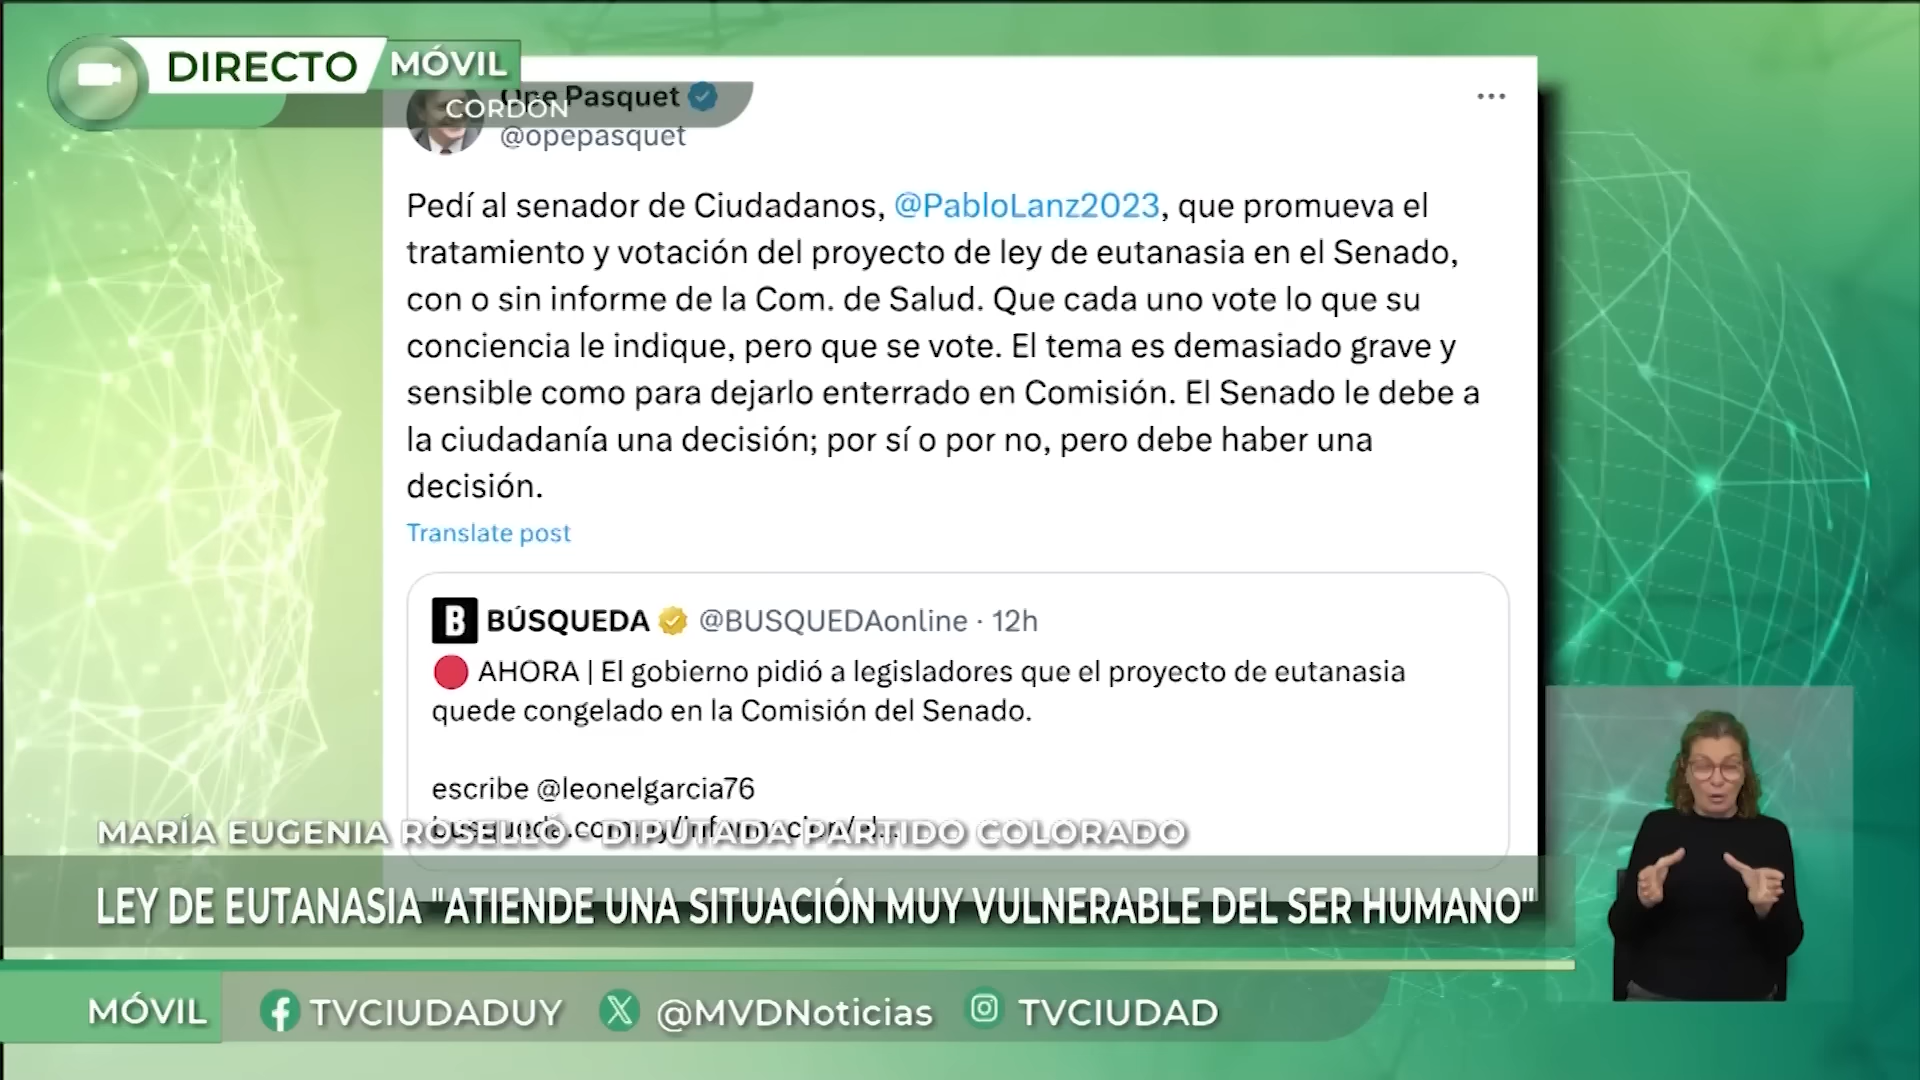 DIRECTO MÓVIL
CORDÓN
Ope Pasquet
@opepasquet
Pedí al senador de Ciudadanos, @PabloLanz2023, que promueva el
tratamiento y votación del proyecto de ley de eutanasia en el Senado,
con o sin informe de la Com. de Salud. Que cada uno vote lo que su
conciencia le indique, pero que se vote. El tema es demasiado grave y
sensible como para dejarlo enterrado en Comisión. El Senado le debe a
la ciudadanía una decisión; por sí o por no, pero debe haber una
decisión.
Translate post
B BÚSQUEDA @BUSQUEDAonline · 12h
AHORA | El gobierno pidió a legisladores que el proyecto de eutanasia
quede congelado en la Comisión del Senado.
escribe @leonelgarcia76
MARÍA EUGENIA ROSELLÓ - DIPUTADA PARTIDO COLORADO
LEY DE EUTANASIA "ATIENDE UNA SITUACIÓN MUY VULNERABLE DEL SER HUMANO"
MÓVIL TVCIUDADUY @MVDNoticias TVCIUDAD